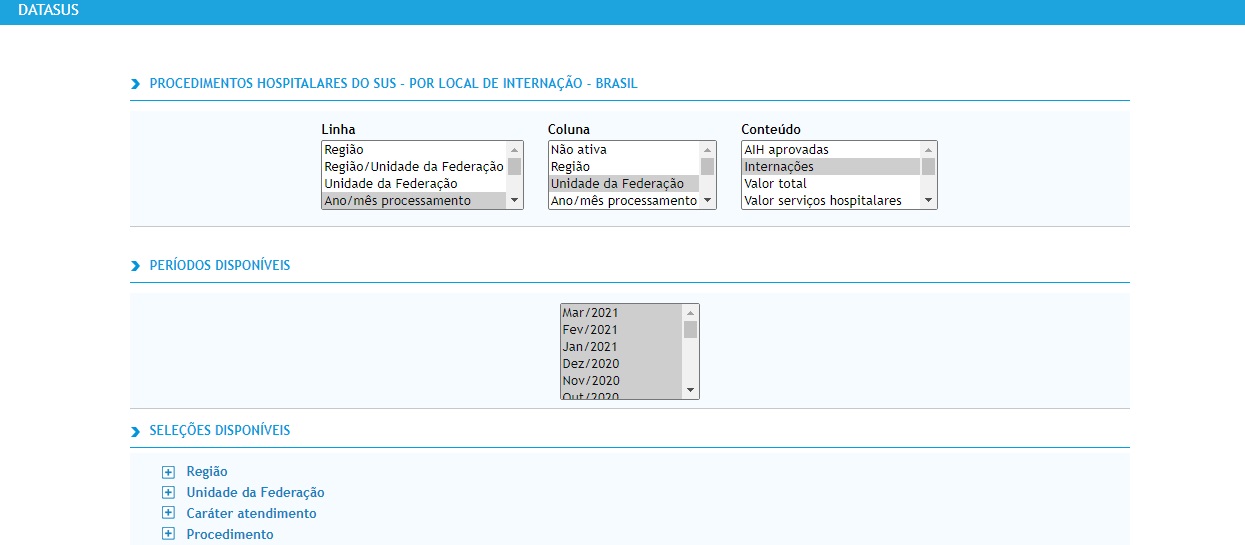 DATASUS
PROCEDIMENTOS HOSPITALARES DO SUS - POR LOCAL DE INTERNAÇÃO - BRASIL
Linha
Região
Região/Unidade da Federação
Unidade da Federação
Ano/mês processamento
Coluna
Não ativa
Região
Unidade da Federação
Ano/mês processamento
Conteúdo
AIH aprovadas
Internações
Valor total
Valor serviços hospitalares
PERÍODOS DISPONÍVEIS
Mar/2021
Fev/2021
Jan/2021
Dez/2020
Nov/2020
Out/2020
SELEÇÕES DISPONÍVEIS
Região
Unidade da Federação
Caráter atendimento
Procedimento